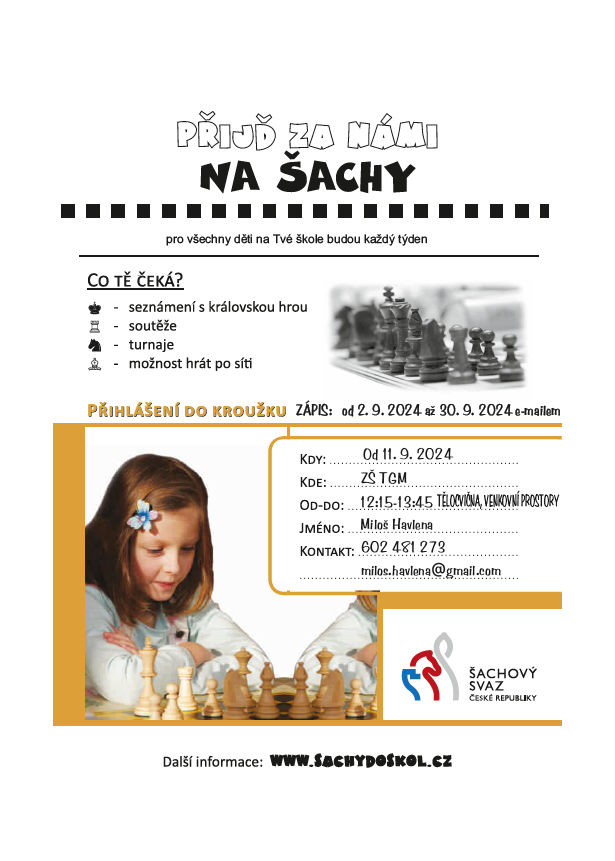 PŘIJĎ ZA NÁMI
NA ŠACHY
pro všechny děti na Tvé škole budou každý týden
CO TĚ ČEKÁ?
- seznámení s královskou hrou
- soutěže
- turnaje
- možnost hrát po síti
PŘIHLÁŠENÍ DO KROUŽKU ZÁPIS: od 2. 9. 2024 až 30. 9. 2024 e-mailem
KDY: Od 11. 9. 2024
KDE: ZŠ TGM
OD-DO: 12:15-13:45 TĚLOCVIČNA, VENKOVNÍ PROSTORY
JMÉNO: Miloš Havlena
KONTAKT: 602 481 273
milos.havlena@gmail.com
ŠACHOVÝ
SVAZ
ČESKÉ REPUBLIKY
Další informace: WWW.SACHYDOSKOL.CZ